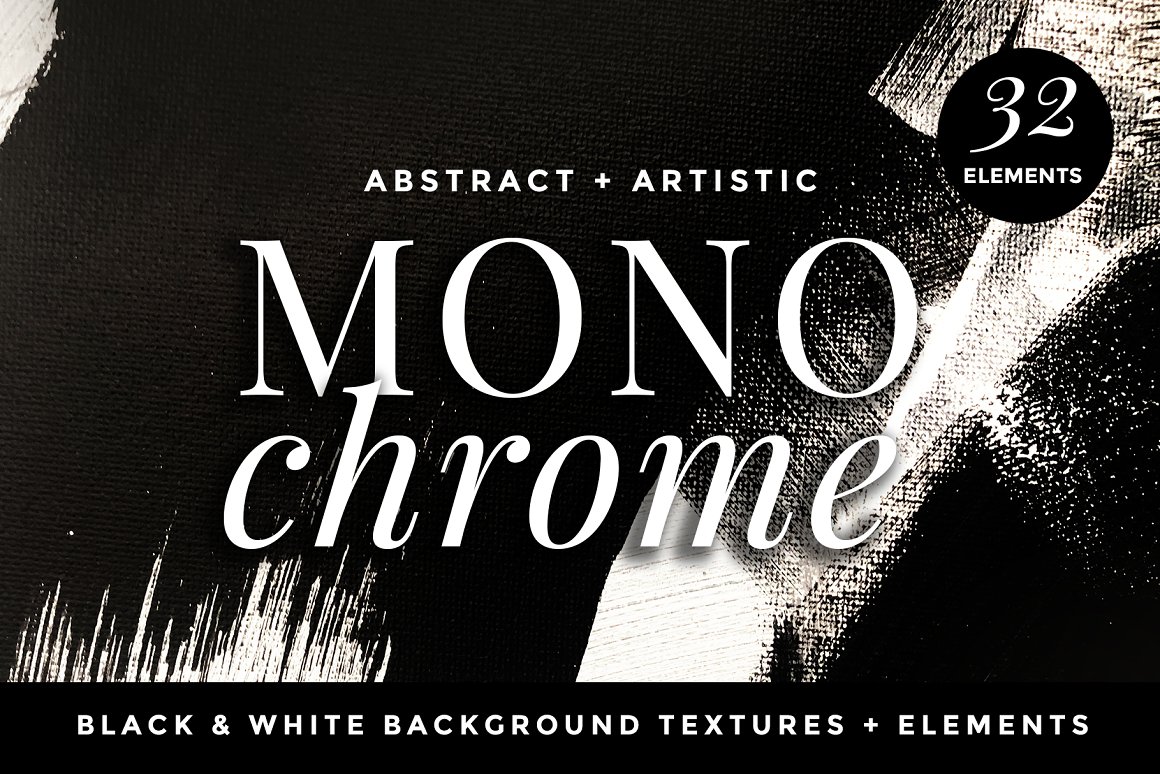 32
ELEMENTS
ABSTRACT + ARTISTIC
MONO
chrome
BLACK & WHITE BACKGROUND TEXTURES + ELEMENTS